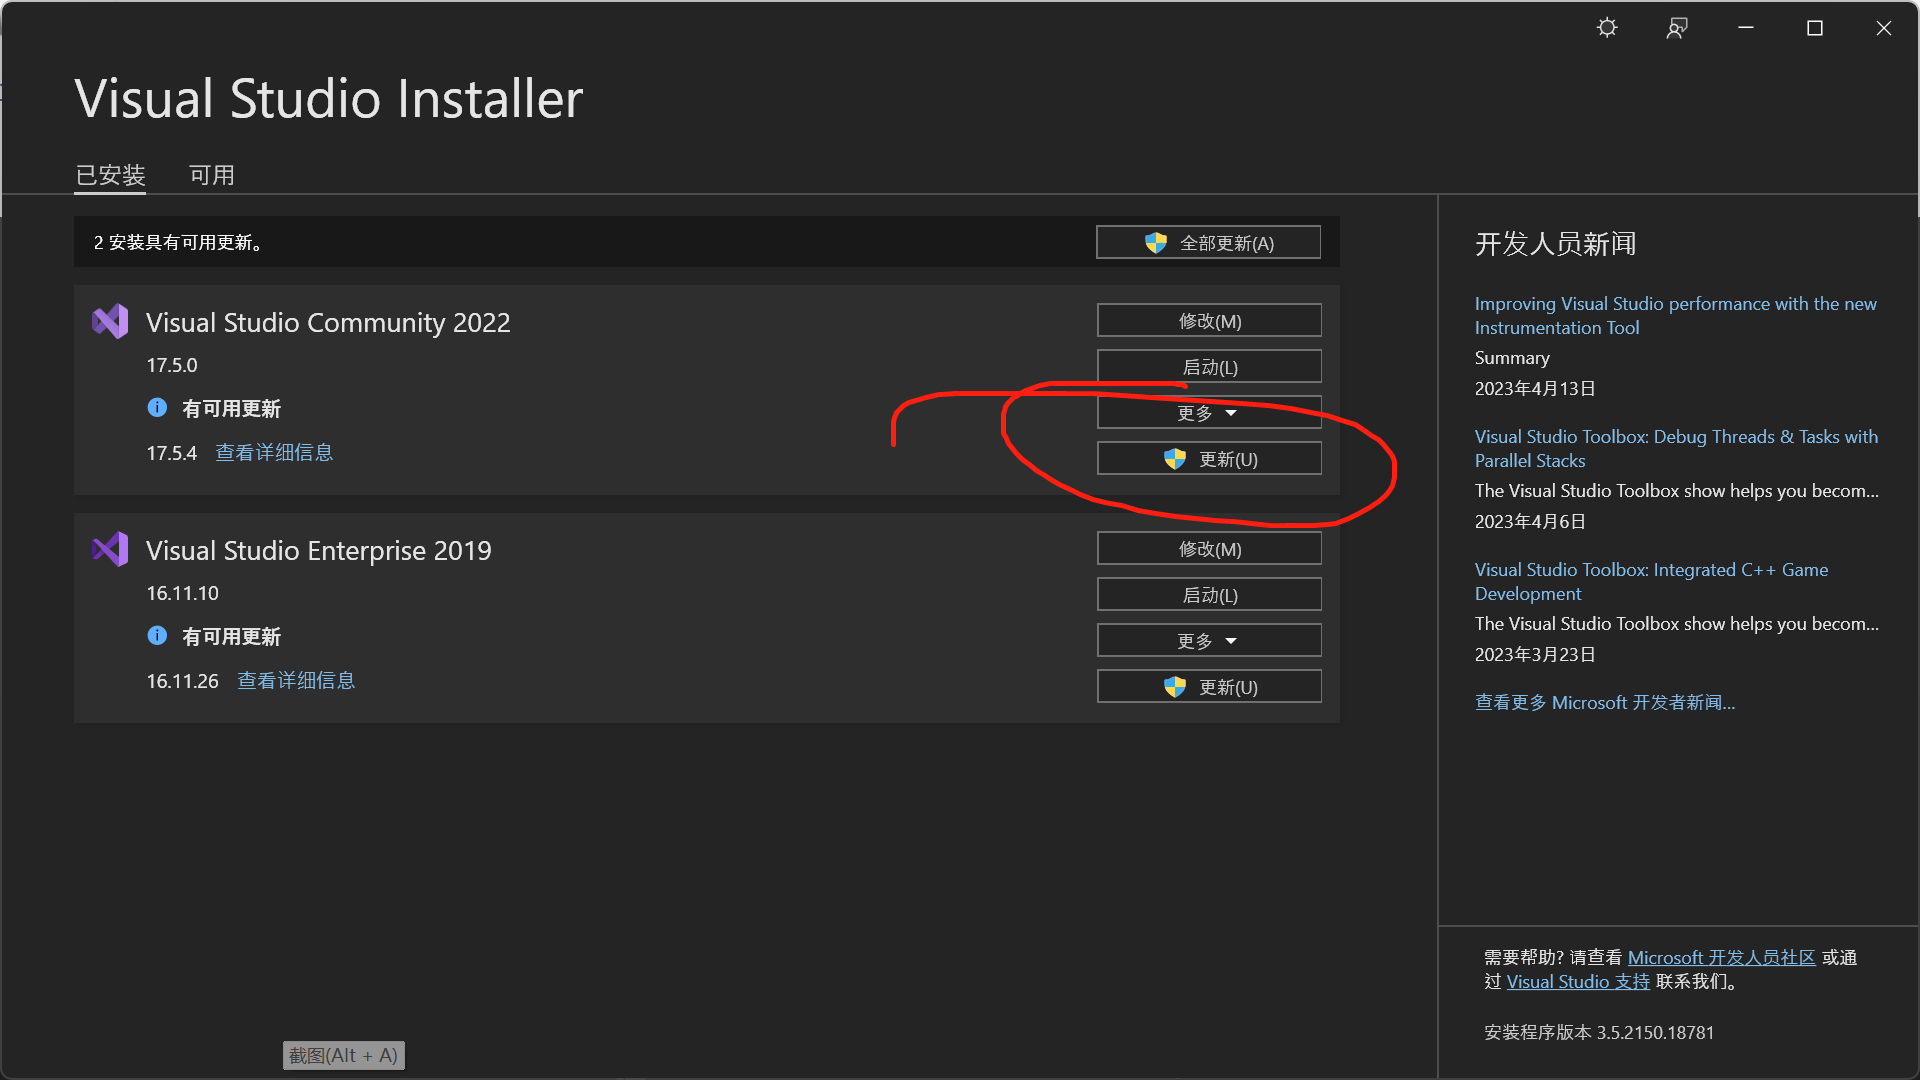 Visual Studio Installer
已安装 可用
2 安装具有可用更新。
全部更新(A)
Visual Studio Community 2022
17.5.0
有可用更新
17.5.4 查看详细信息
修改(M)
启动(L)
更多
更新(U)
Visual Studio Enterprise 2019
16.11.10
有可用更新
16.11.26 查看详细信息
修改(M)
启动(L)
更多
更新(U)
开发人员新闻
Improving Visual Studio performance with the new
Instrumentation Tool
Summary
2023年4月13日
Visual Studio Toolbox: Debug Threads & Tasks with
Parallel Stacks
The Visual Studio Toolbox show helps you becom...
2023年4月6日
Visual Studio Toolbox: Integrated C++ Game
Development
The Visual Studio Toolbox show helps you becom...
2023年3月23日
查看更多 Microsoft 开发者新闻...
需要帮助? 请查看 Microsoft 开发人员社区 或通
过 Visual Studio 支持 联系我们。
安装程序版本 3.5.2150.18781
截图(Alt + A)